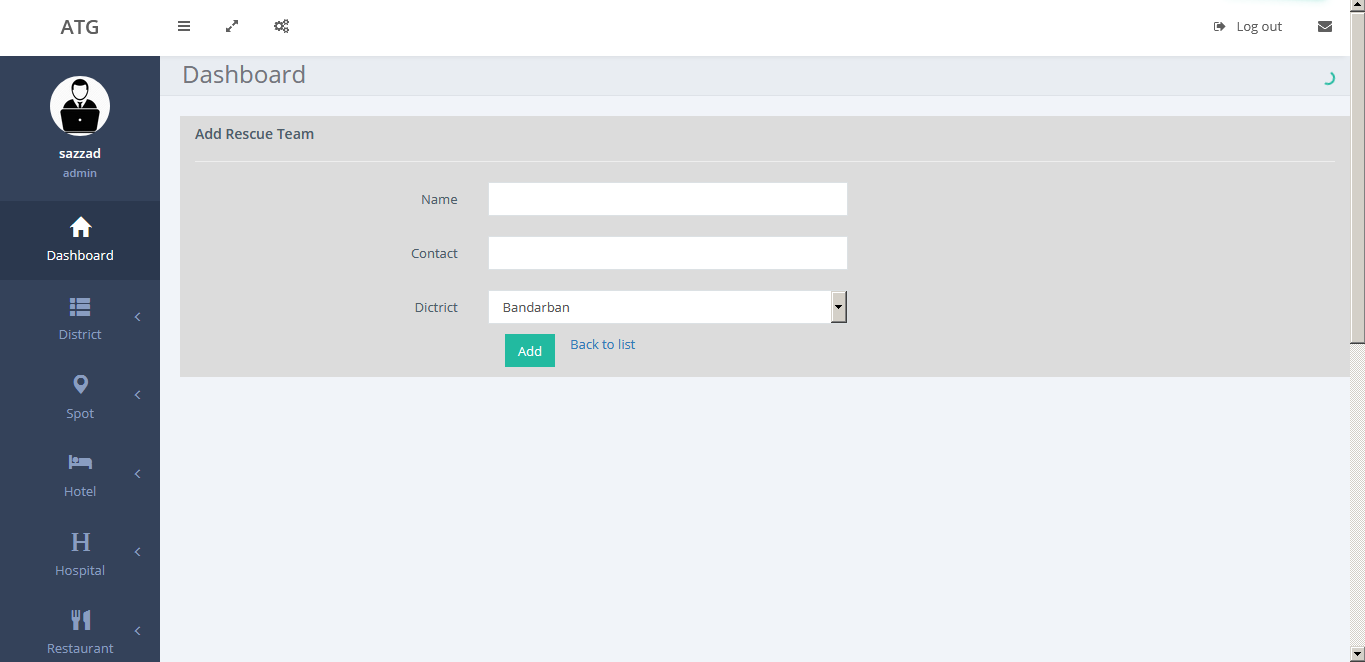 ATG
Log out
sazzad
admin
Dashboard
District
Spot
Hotel
H
Hospital
Restaurant
Dashboard
Add Rescue Team
Name
Contact
Dictrict
Bandarban
Add
Back to list